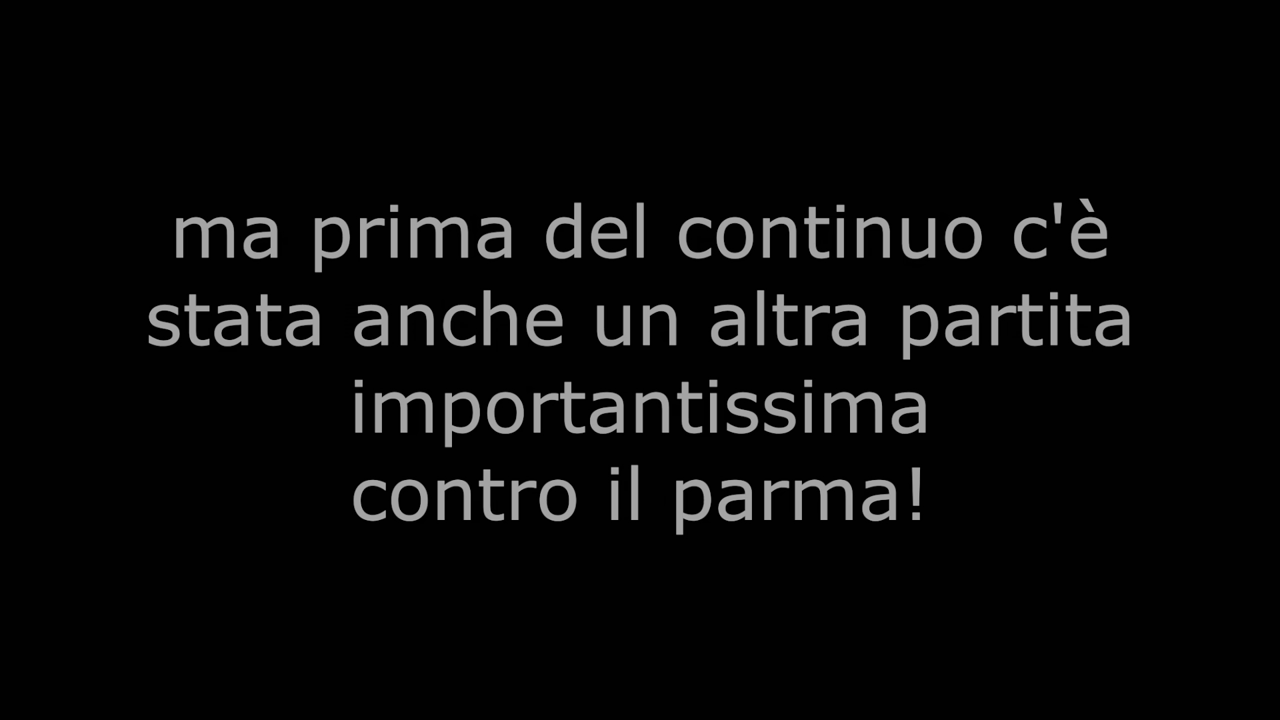 ma prima del continuo c'è
stata anche un altra partita
importantissima
contro il parma!